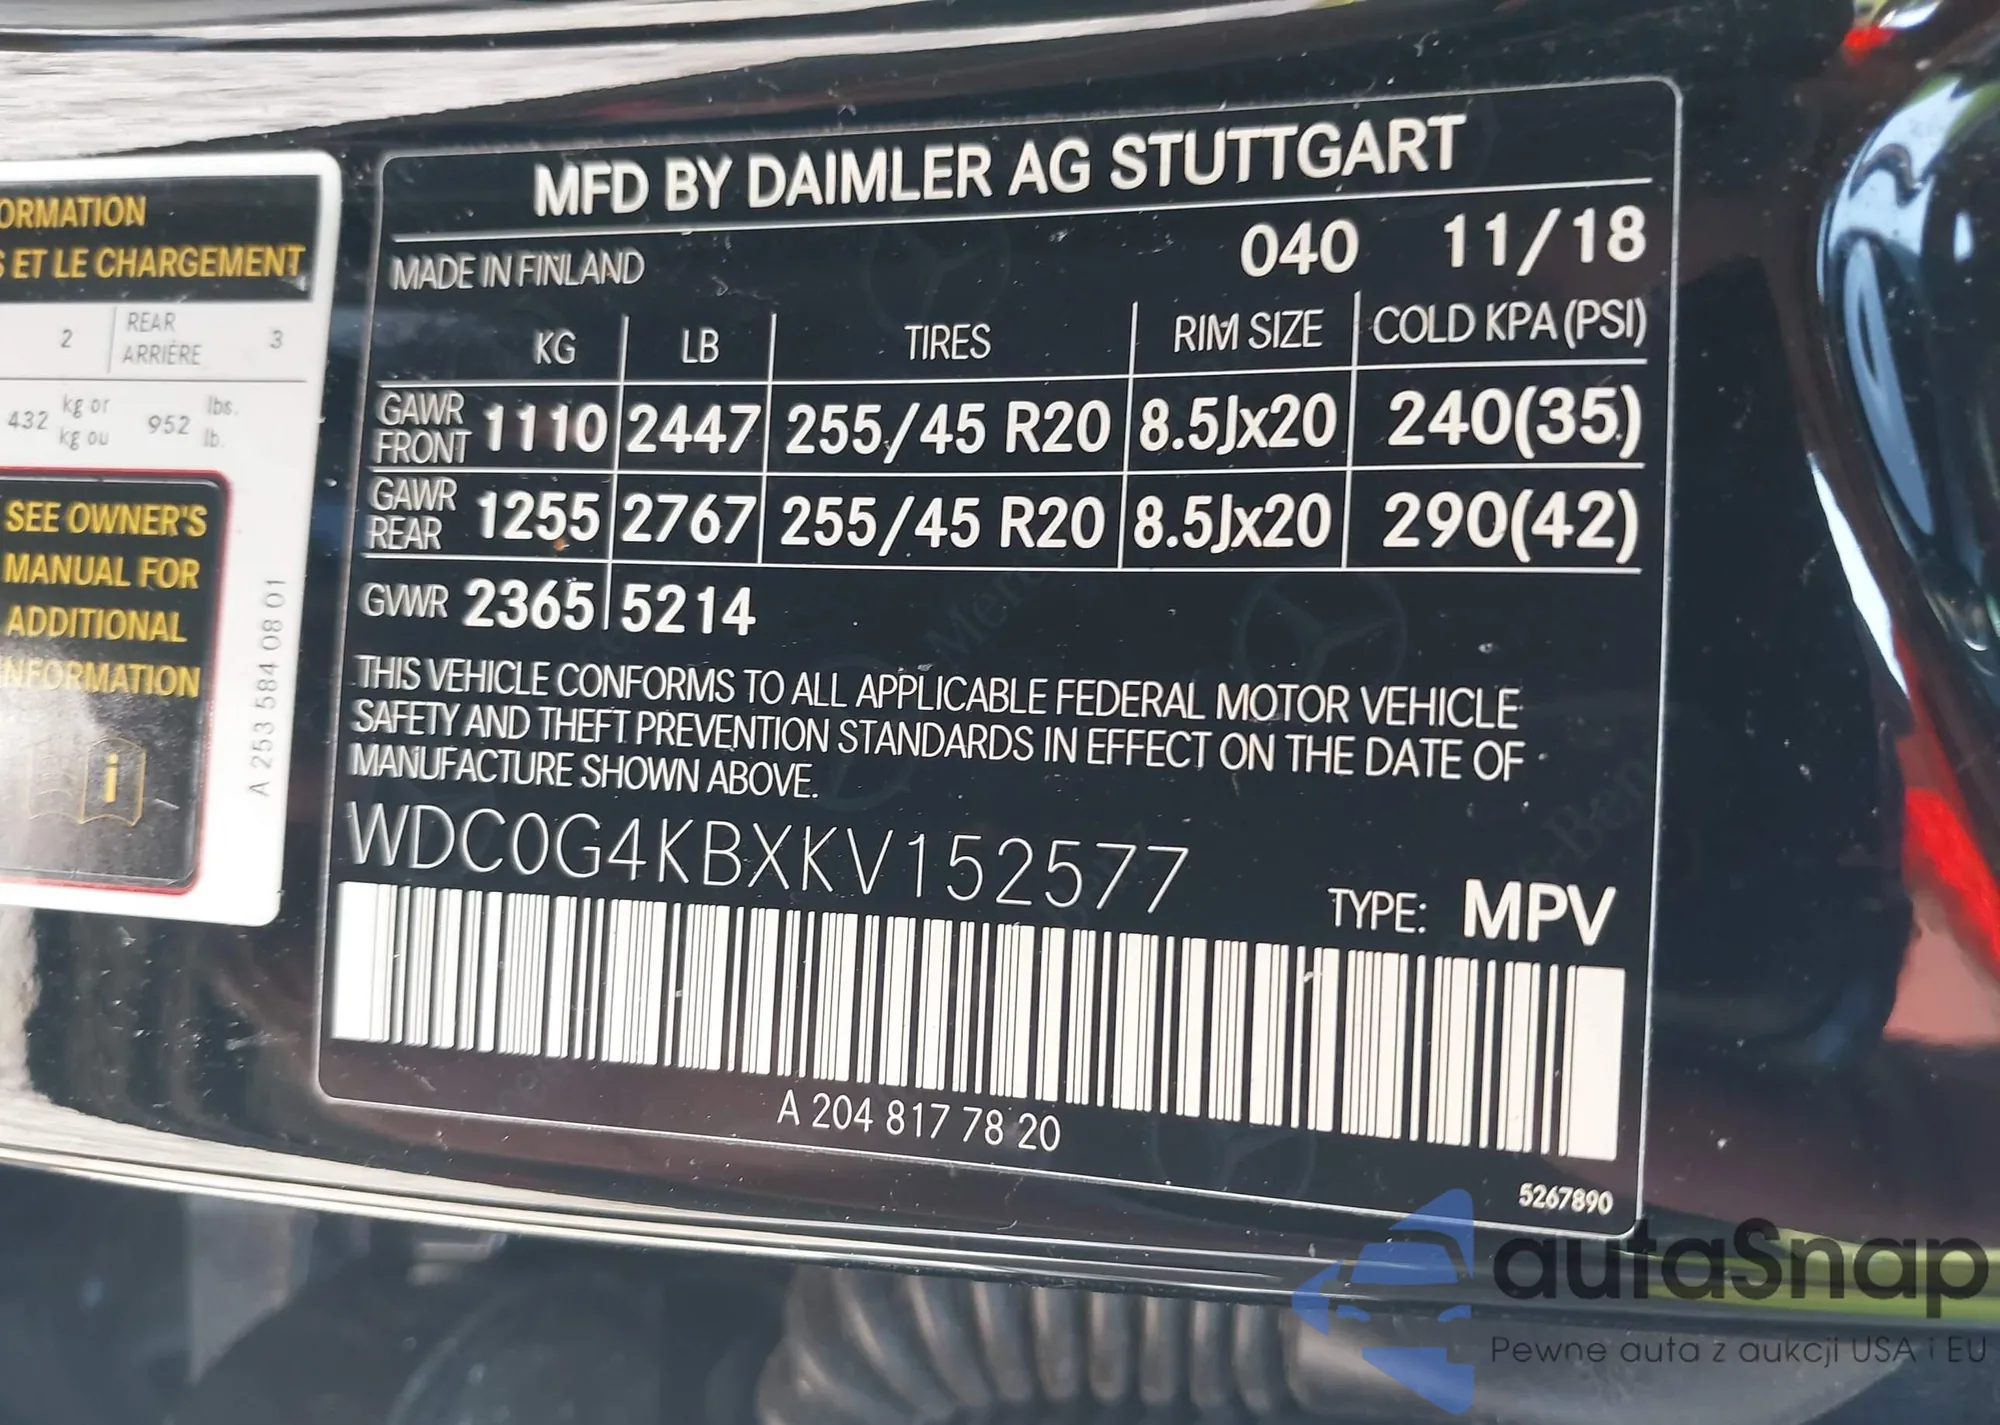 ORMATION
S ET LE CHARGEMENT
2 REAR ARRIÈRE 3
432 kg or kg ou 952 lbs. lb.
SEE OWNER'S
MANUAL FOR
ADDITIONAL
INFORMATION
i
A 253 584 08 01
MFD BY DAIMLER AG STUTTGART
MADE IN FINLAND 040 11/18
KG LB TIRES RIM SIZE COLD KPA (PSI)
GAWR FRONT 1110 2447 255/45 R20 8.5Jx20 240(35)
GAWR REAR 1255 2767 255/45 R20 8.5Jx20 290(42)
GVWR 2365 5214
THIS VEHICLE CONFORMS TO ALL APPLICABLE FEDERAL MOTOR VEHICLE
SAFETY AND THEFT PREVENTION STANDARDS IN EFFECT ON THE DATE OF
MANUFACTURE SHOWN ABOVE.
WDC0G4KBXKV152577
TYPE: MPV
A 204 817 78 20
5267890
autaSnap
Pewne auta z aukcji USA i EU